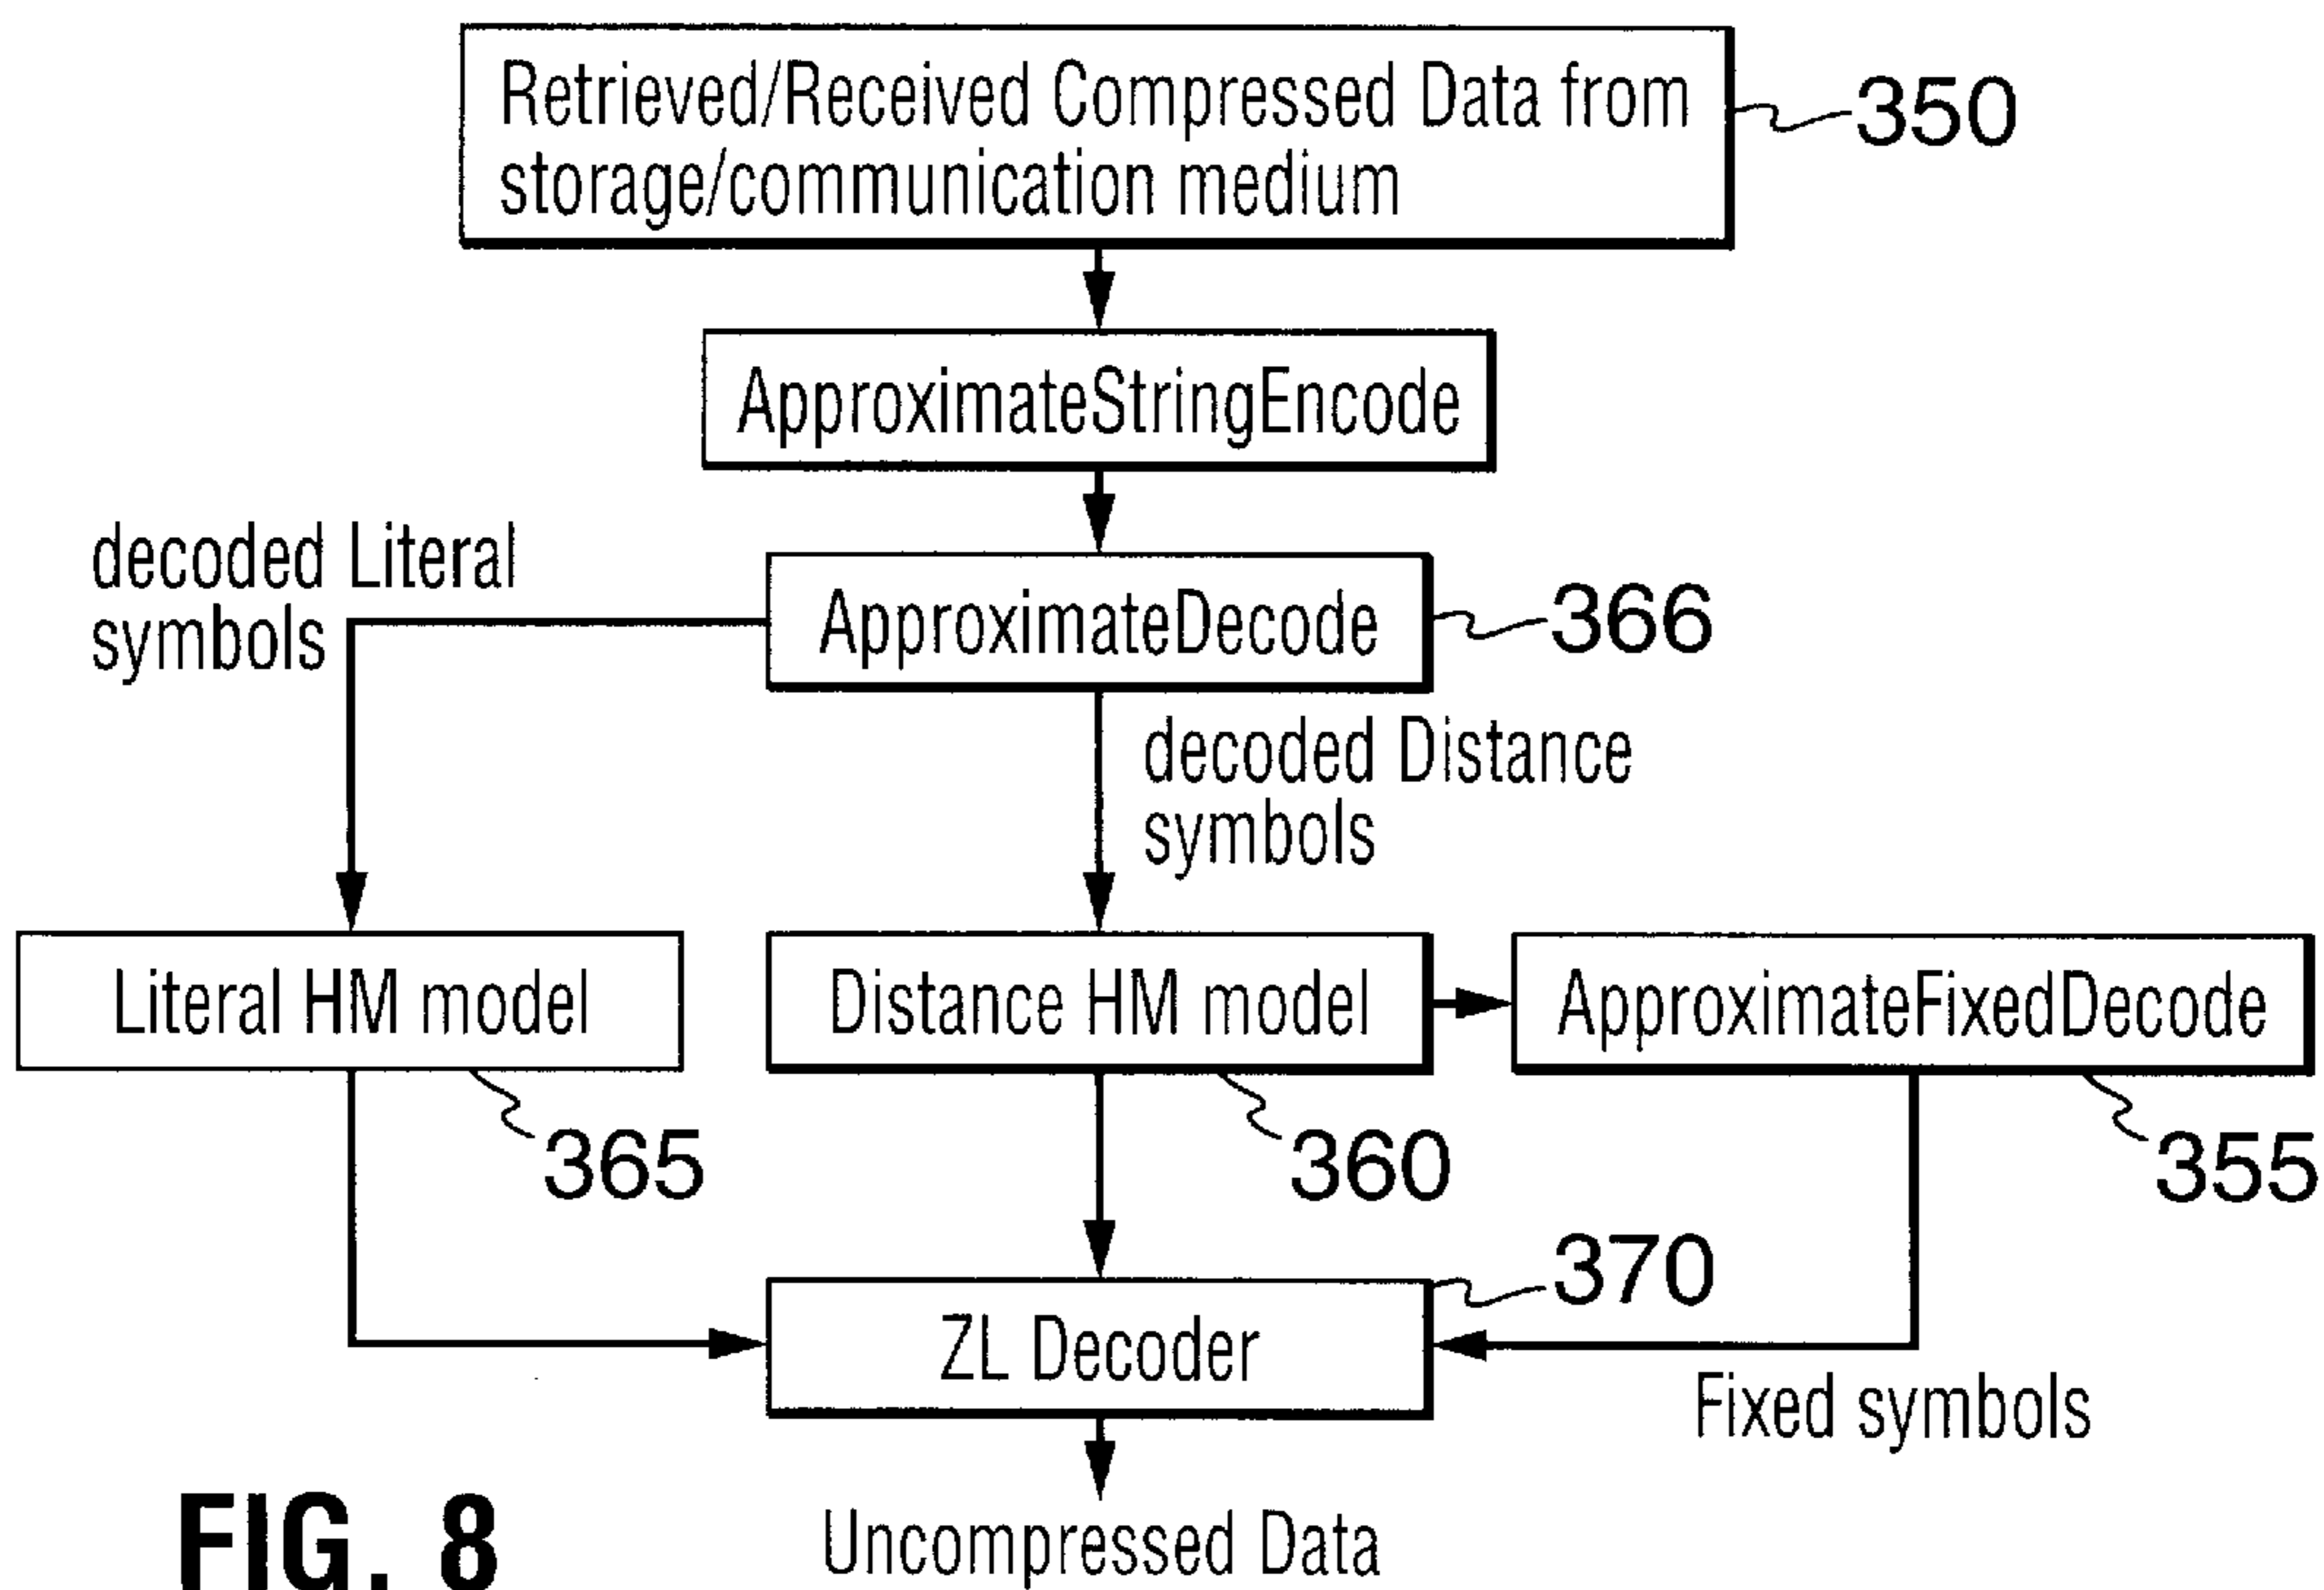 Retrieved/Received Compressed Data from
storage/communication medium
350
ApproximateStringEncode
decoded Literal
symbols
ApproximateDecode
366
decoded Distance
symbols
Literal HM model
Distance HM model
ApproximateFixedDecode
365
360
355
370
ZL Decoder
Fixed symbols
FIG. 8
Uncompressed Data